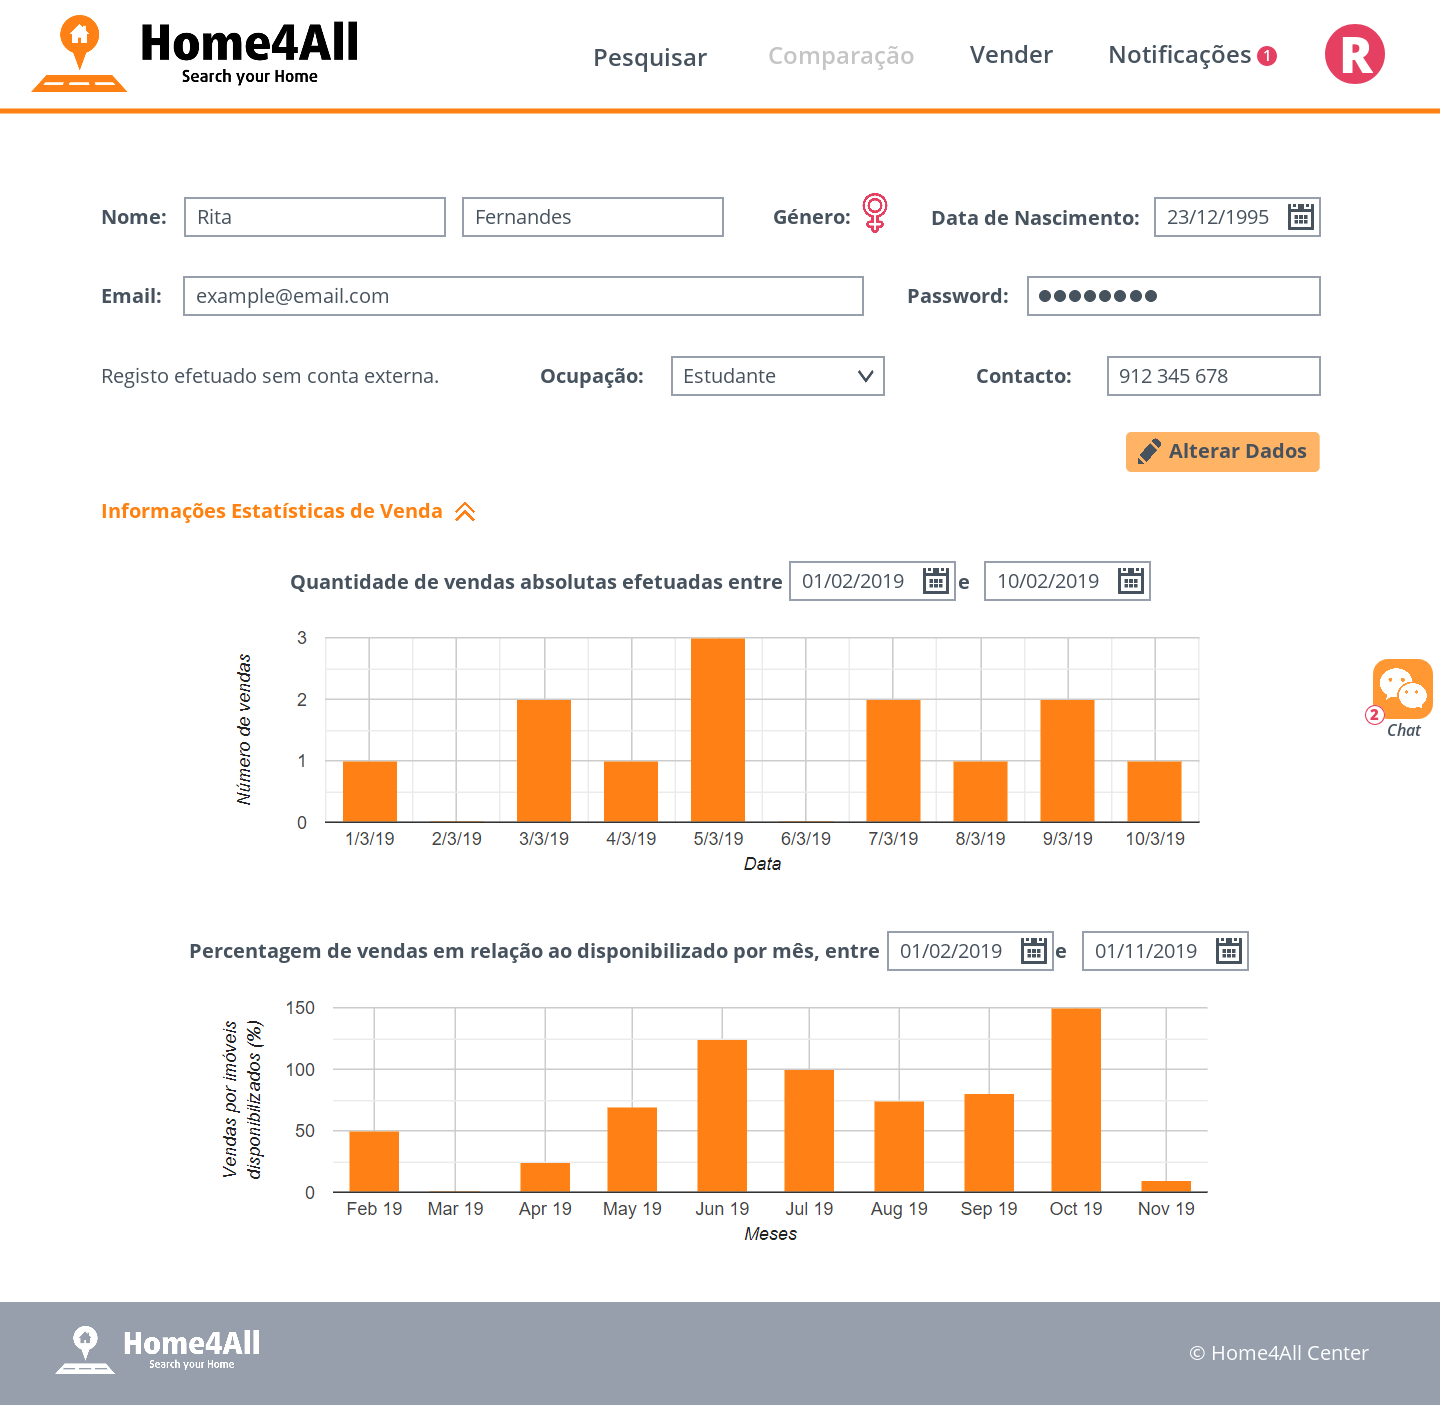 Home4All
Search your Home
Pesquisar
Comparação
Vender
Notificações 1
R
Nome: Rita Fernandes Género: Data de Nascimento: 23/12/1995
Email: example@email.com Password: ●●●●●●●●
Registo efetuado sem conta externa. Ocupação: Estudante Contacto: 912 345 678
Alterar Dados
Informações Estatísticas de Venda
Quantidade de vendas absolutas efetuadas entre 01/02/2019 e 10/02/2019
Número de vendas
3
2
1
0
1/3/19 2/3/19 3/3/19 4/3/19 5/3/19 6/3/19 7/3/19 8/3/19 9/3/19 10/3/19
Data
2
Chat
Percentagem de vendas em relação ao disponibilizado por mês, entre 01/02/2019 e 01/11/2019
Vendas por imóveis
disponibilizados (%)
150
100
50
0
Feb 19 Mar 19 Apr 19 May 19 Jun 19 Jul 19 Aug 19 Sep 19 Oct 19 Nov 19
Meses
Home4All
Search your Home
© Home4All Center